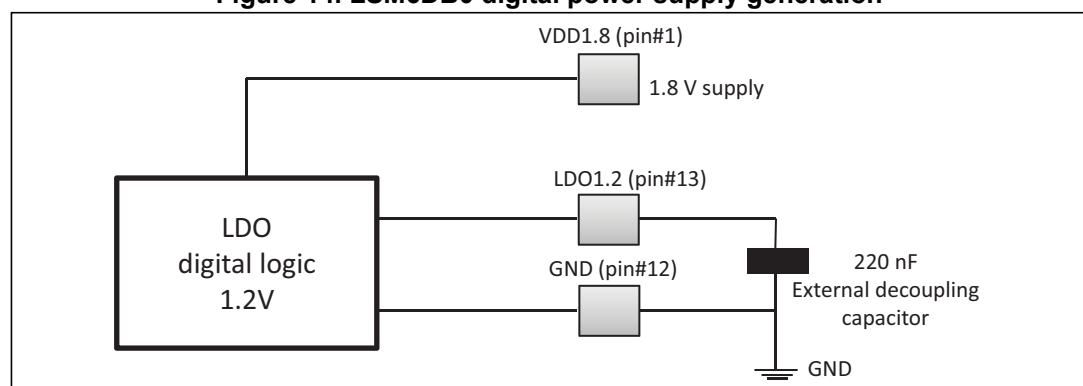 VDD1.8 (pin#1)
1.8 V supply
LDO1.2 (pin#13)
LDO
digital logic
1.2V
GND (pin#12)
220 nF
External decoupling
capacitor
GND